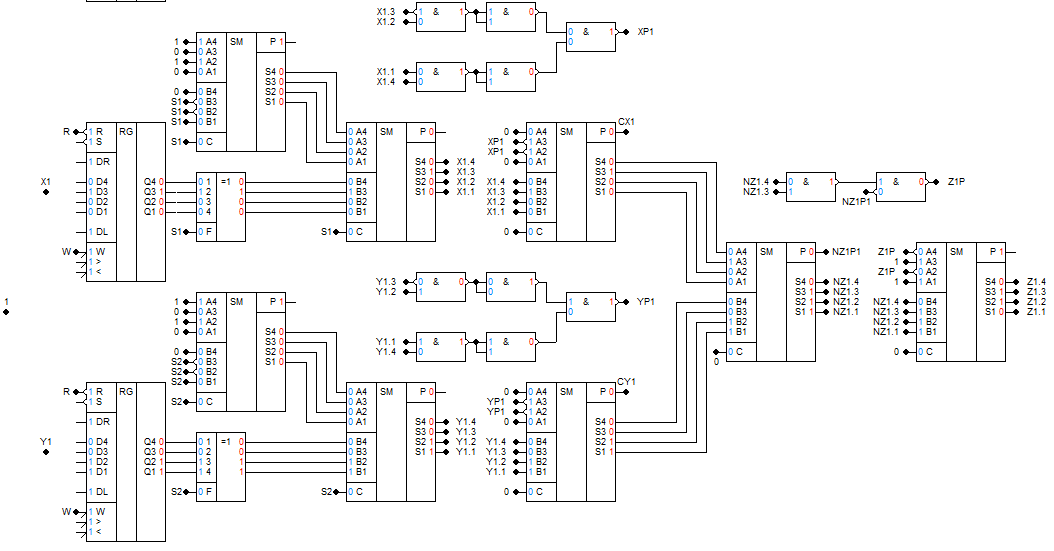 X1.3 1 & 1 1 & 0
X1.2 0 1
0 & 1 XP1
1 1 A4 SM P 1 0
0 0 A3
1 1 A2
0 0 A1 S4 0 X1.1 0 & 1 1 & 0
S3 0 X1.4 0 1
0 0 B4 S2 0
S1 1 B3 S1 0
S1 1 B2
S1 1 B1 CX1
R 1 R RG 0 A4 SM P 0 0 0 A4 SM P 0
1 S S1 0 C 0 A3 XP1 1 A3
0 A2 XP1 1 A2
1 DR 0 A1 S4 0 X1.4 0 0 A1 S4 0
S3 1 X1.3 S3 1
X1 0 D4 Q4 0 0 1 =1 0 0 B4 S2 0 X1.2 X1.4 0 B4 S2 0 NZ1.4 0 & 1 1 & 0 Z1P
1 D3 Q3 1 1 2 1 1 B3 S1 0 X1.1 X1.3 1 B3 S1 0 NZ1.3 1 0
0 D2 Q2 0 0 3 0 0 B2 X1.2 0 B2 NZ1P1
0 D1 Q1 0 0 4 0 0 B1 X1.1 0 B1
1 DL S1 0 F S1 0 C 0 0 C
W 1 W 0 A4 SM P 0 NZ1P1 Z1P 0 A4 SM P 1
1 > 1 A3 1 1 A3
1 < 0 A2 Z1P 0 A2
Y1.3 0 & 0 0 & 1 0 A1 S4 0 NZ1.4 1 1 A1 S4 0 Z1.4
Y1.2 1 0 S3 1 NZ1.3 S3 1 Z1.3
1 1 1 A4 SM P 1 1 & 1 YP1 0 B4 S2 1 NZ1.2 NZ1.4 0 B4 S2 1 Z1.2
0 0 A3 0 0 B3 S1 1 NZ1.1 NZ1.3 1 B3 S1 0 Z1.1
1 1 A2 1 B2 NZ1.2 1 B2
0 0 A1 S4 0 1 B1 NZ1.1 1 B1
S3 0 Y1.1 1 & 1 1 & 0
0 0 B4 S2 0 Y1.4 0 1 0 C 0 0 C
S2 1 B3 S1 0 0
S2 1 B2
S2 1 B1 CY1
R 1 R RG 0 A4 SM P 0 0 0 A4 SM P 0
1 S S2 0 C 0 A3 YP1 1 A3
0 A2 YP1 1 A2
1 DR 0 A1 S4 0 Y1.4 0 0 A1 S4 0
S3 0 Y1.3 S3 0
Y1 0 D4 Q4 0 0 1 =1 0 0 B4 S2 1 Y1.2 Y1.4 0 B4 S2 1
0 D3 Q3 0 0 2 0 0 B3 S1 1 Y1.1 Y1.3 0 B3 S1 1
1 D2 Q2 1 1 3 1 1 B2 Y1.2 1 B2
1 D1 Q1 1 1 4 1 1 B1 Y1.1 1 B1
1 DL S2 0 F S2 0 C 0 0 C
W 1 W
1 >
1 <